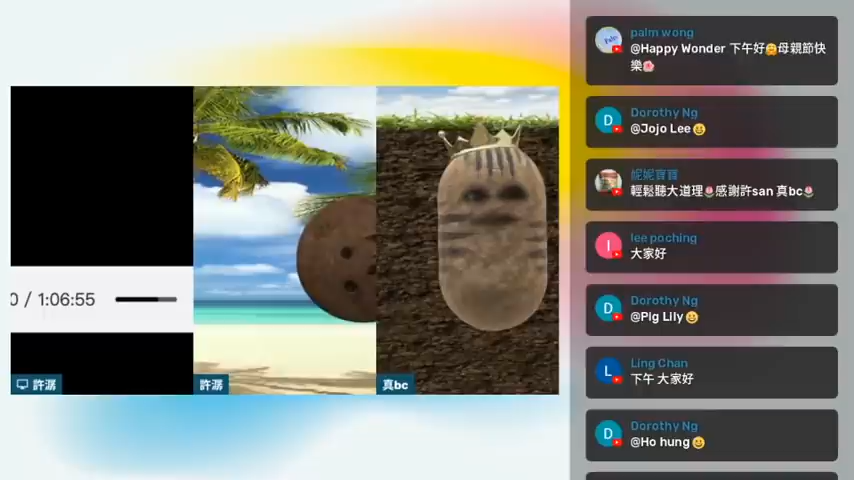 0 / 1:06:55
許潺
許潺
真bc
palm wong
@Happy Wonder 下午好🤗母親節快
樂🌸
D
Dorothy Ng
@Jojo Lee😀
妮妮寶寶
輕鬆聽大道理🌷感謝許san 真bc🌷
l
lee poching
大家好
D
Dorothy Ng
@Pig Lily😀
L
Ling Chan
下午 大家好
D
Dorothy Ng
@Ho hung😀